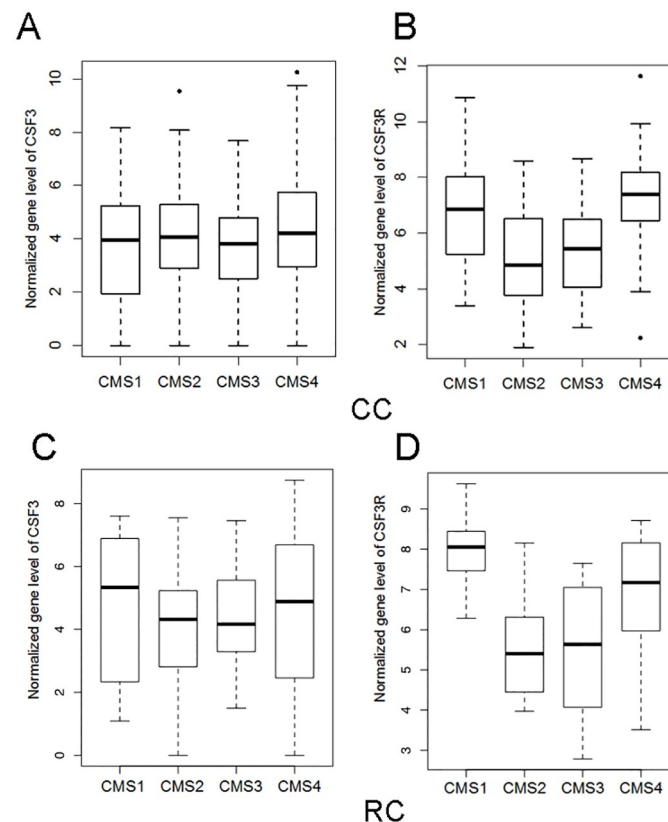 A
Normalized gene level of CSF3
10
8
6
4
2
0
CMS1 CMS2 CMS3 CMS4
B
Normalized gene level of CSF3R
12
10
8
6
4
2
CMS1 CMS2 CMS3 CMS4
CC
C
Normalized gene level of CSF3
8
6
4
2
0
CMS1 CMS2 CMS3 CMS4
D
Normalized gene level of CSF3R
9
8
7
6
5
4
3
CMS1 CMS2 CMS3 CMS4
RC